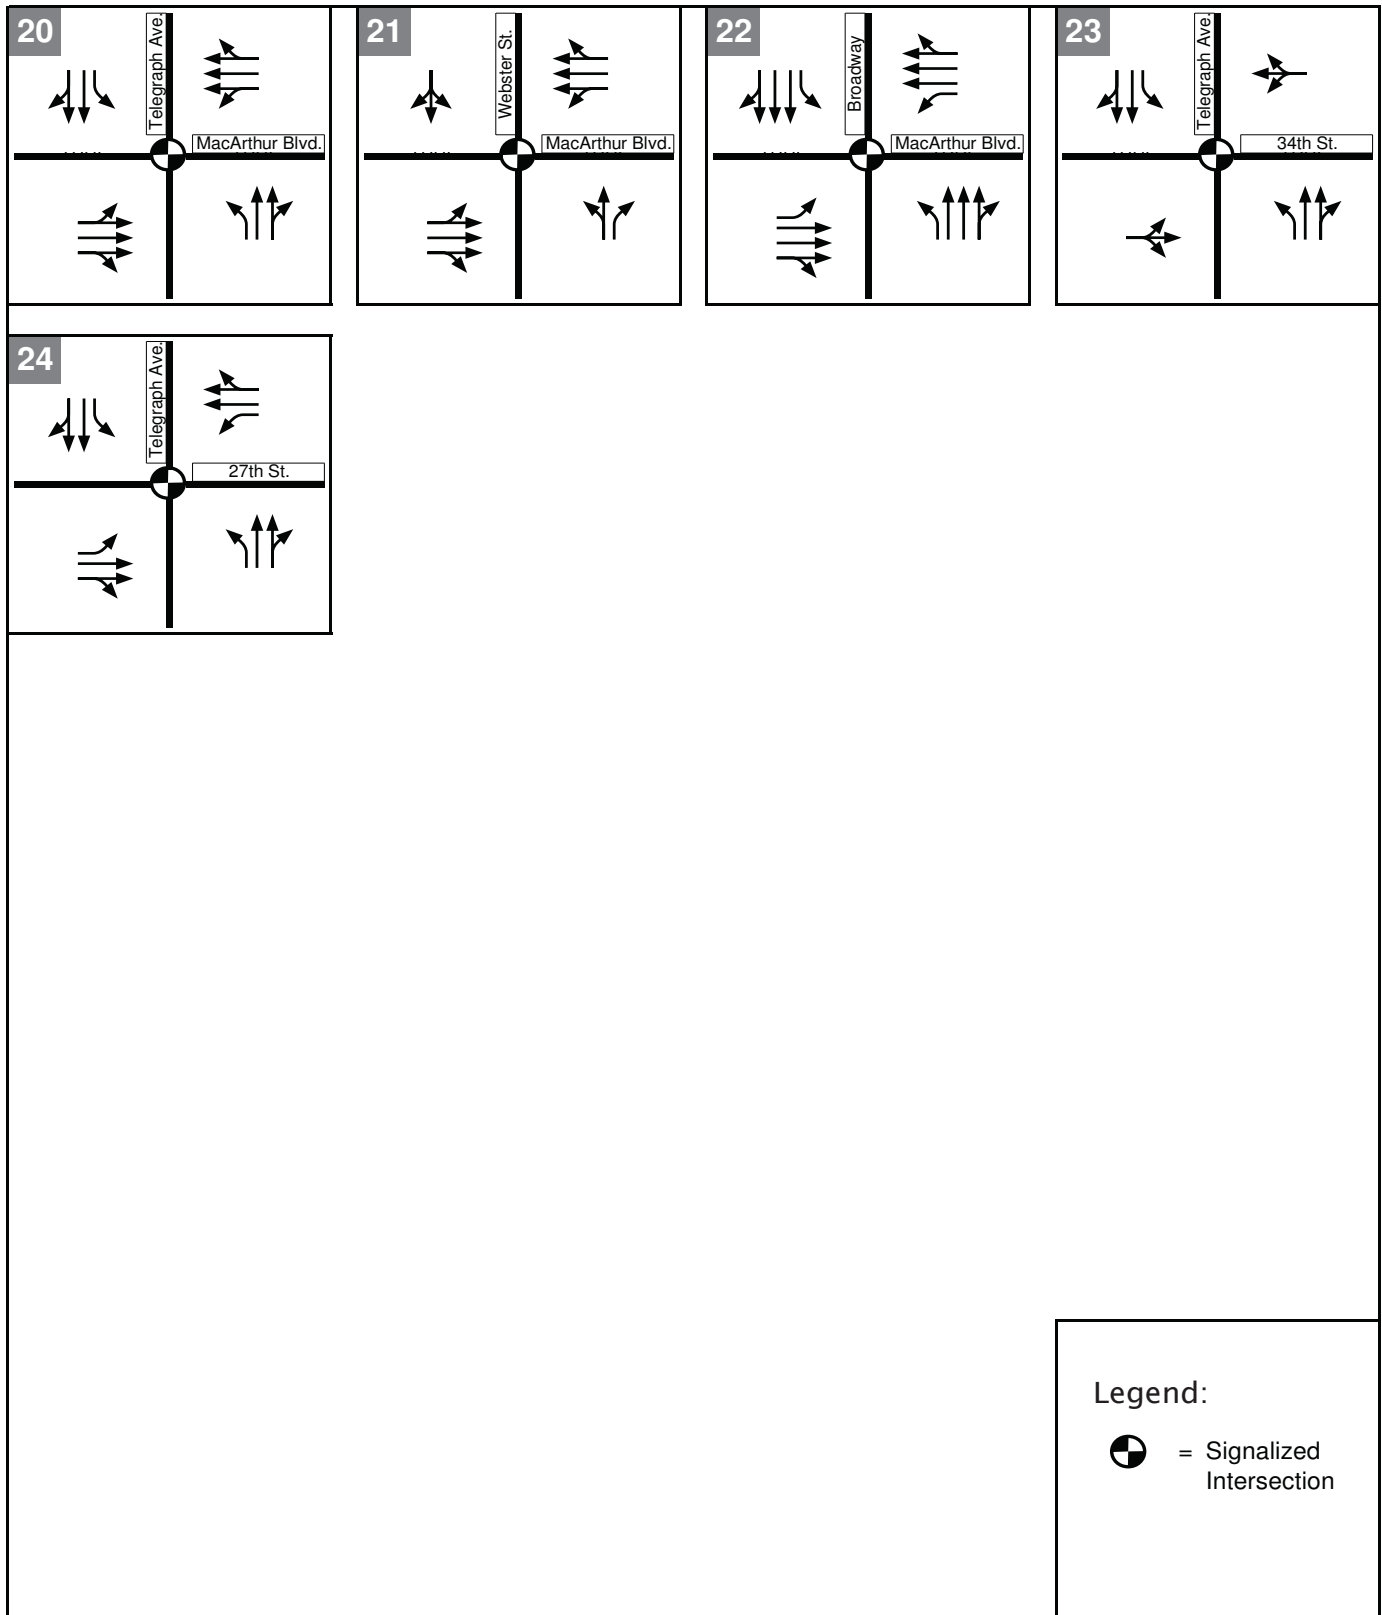 20
Telegraph Ave.
MacArthur Blvd.
21
Webster St.
MacArthur Blvd.
22
Broadway
MacArthur Blvd.
23
Telegraph Ave.
34th St.
24
Telegraph Ave.
27th St.
Legend:
= Signalized
Intersection